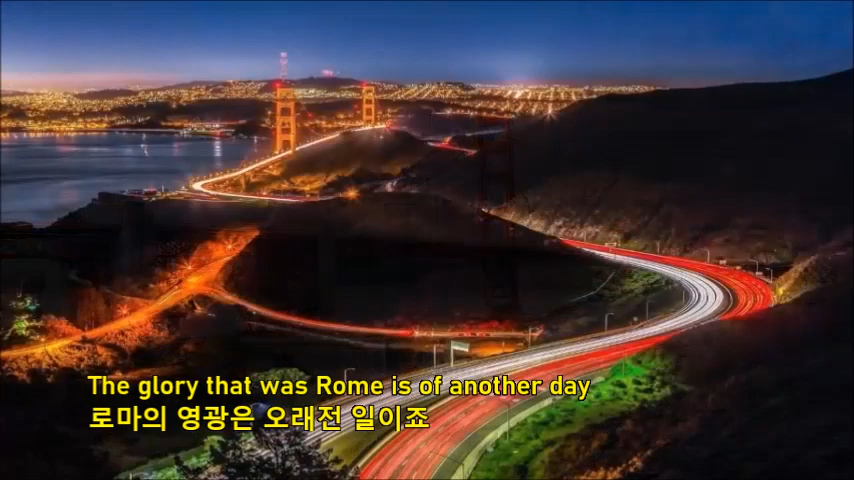 The glory that was Rome is of another day
로마의 영광은 오래전 일이죠